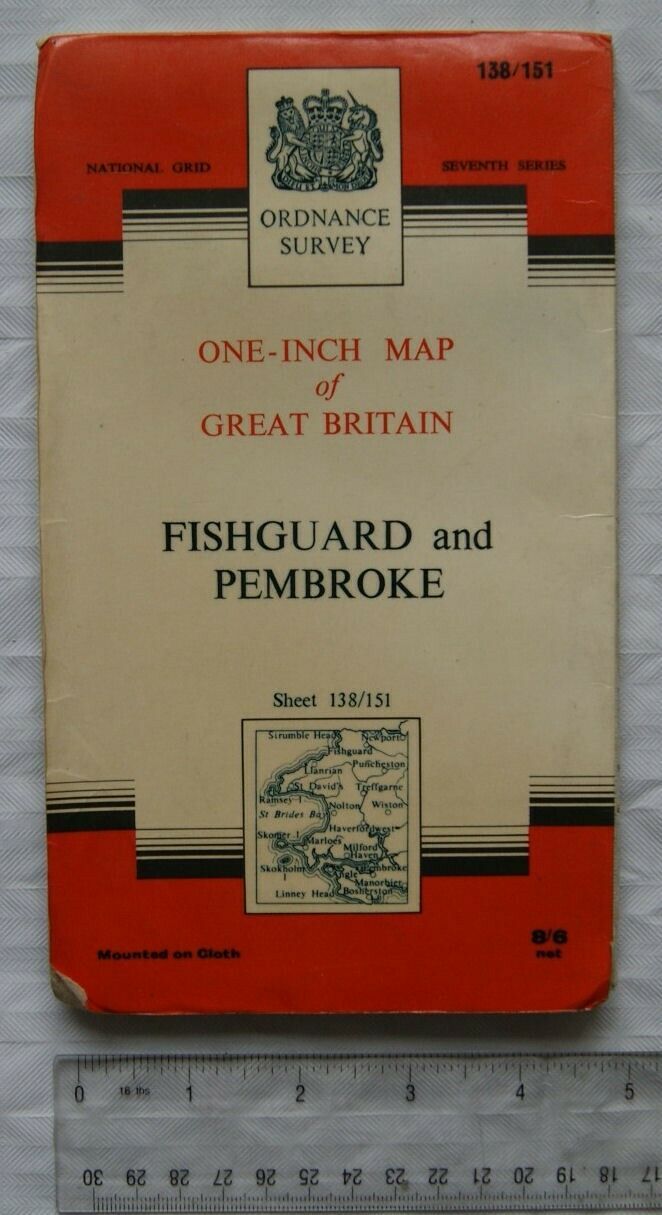 138/151
NATIONAL GRID
SEVENTH SERIES
ORDNANCE
SURVEY
ONE-INCH MAP
of
GREAT BRITAIN
FISHGUARD and
PEMBROKE
Sheet 138/151
Strumble Head
Newport
Fishguard
Llanrian
Puncheston
St David's
Treffgarne
Ramsey I
Nolton
Wiston
St Brides Bay
Haverfordwest
Skomer I
Marloes
Milford
Haven
Skokholm
I
Pembroke
Angle
Manorbier
Linney Head
Bosherston
Mounted on Cloth
8/6
net
0 16 ths 1 2 3 4 5
30 29 28 27 26 25 24 23 22 21 20 19 18 17